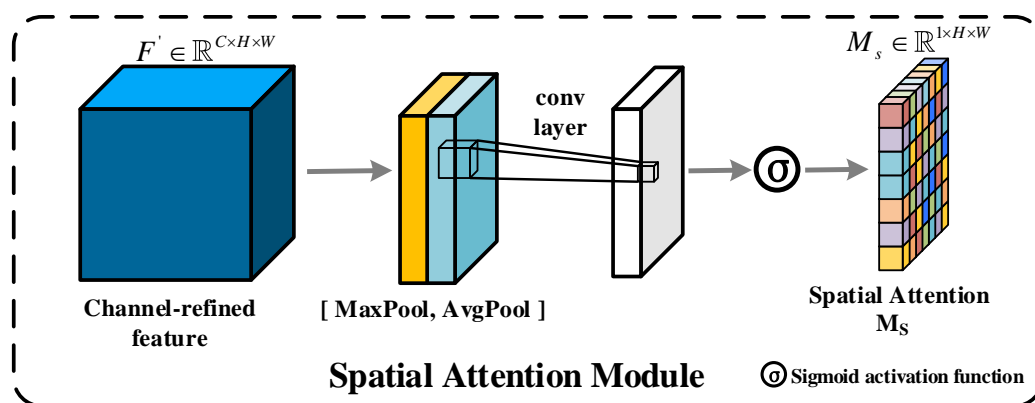 F' ∈ ℝ^{C×H×W}
M_s ∈ ℝ^{1×H×W}
conv
layer
σ
Channel-refined
feature
[ MaxPool, AvgPool ]
Spatial Attention
M_S
Spatial Attention Module
σ Sigmoid activation function